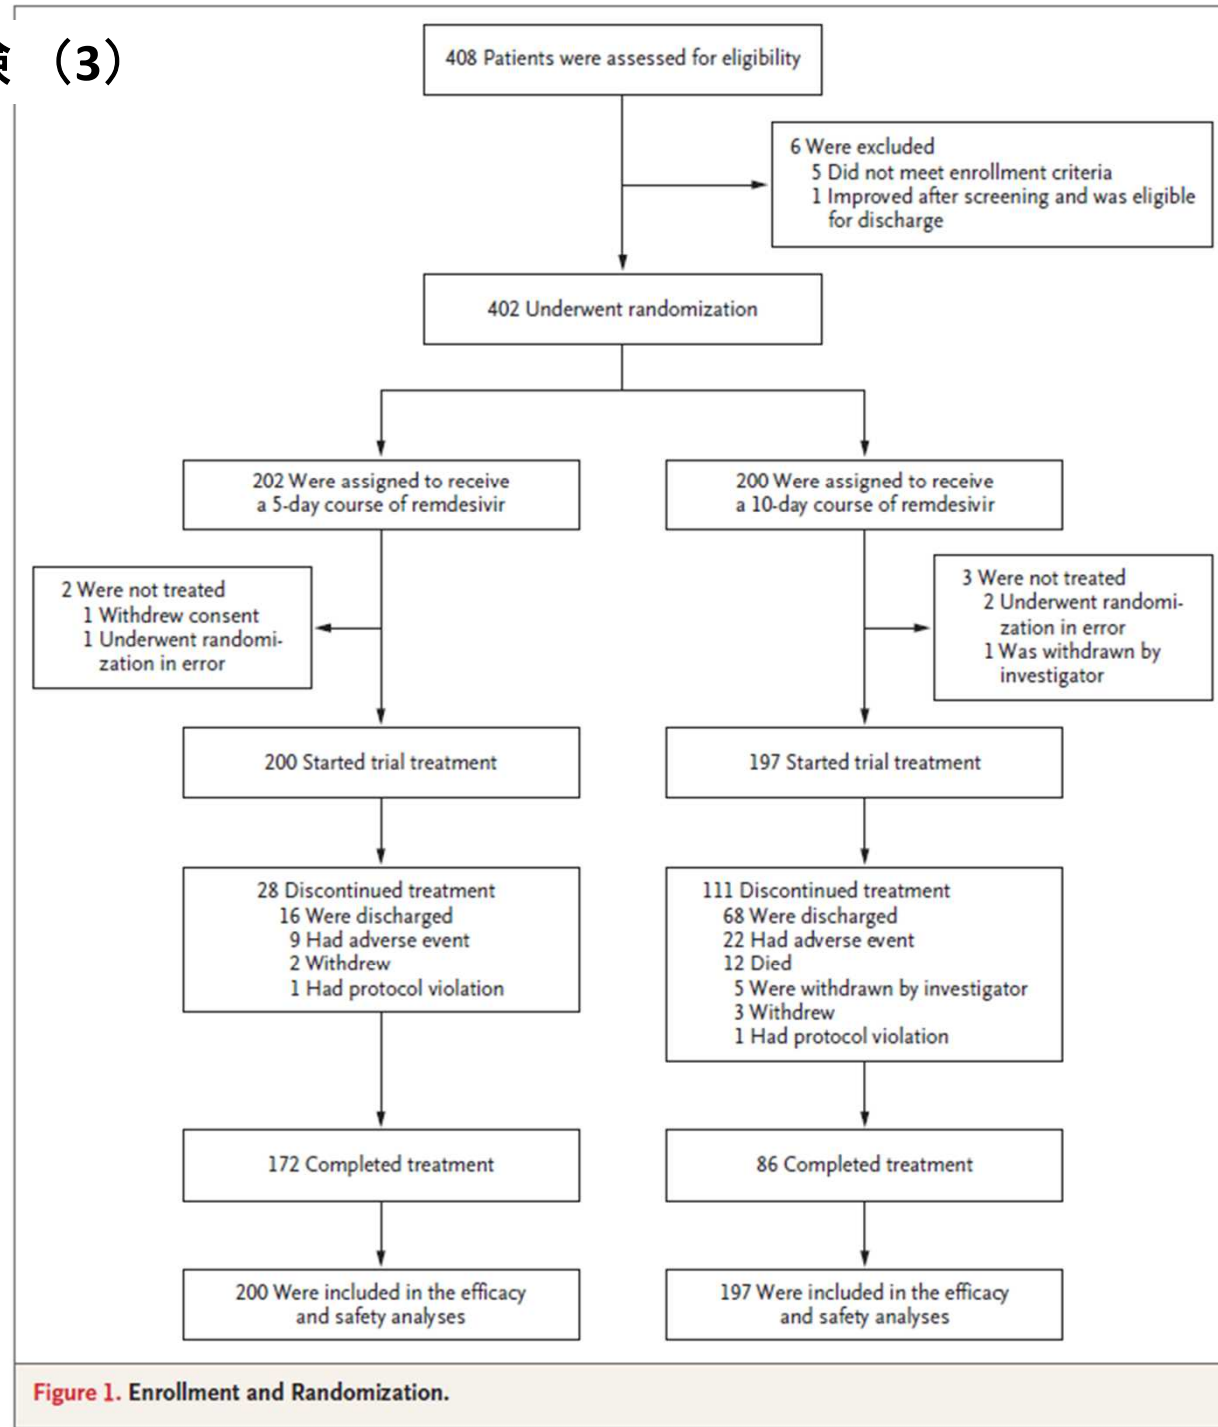 験 （3）
408 Patients were assessed for eligibility
6 Were excluded
5 Did not meet enrollment criteria
1 Improved after screening and was eligible
for discharge
402 Underwent randomization
202 Were assigned to receive
a 5-day course of remdesivir
200 Were assigned to receive
a 10-day course of remdesivir
2 Were not treated
1 Withdrew consent
1 Underwent randomi-
zation in error
3 Were not treated
2 Underwent randomi-
zation in error
1 Was withdrawn by
investigator
200 Started trial treatment
197 Started trial treatment
28 Discontinued treatment
16 Were discharged
9 Had adverse event
2 Withdrew
1 Had protocol violation
111 Discontinued treatment
68 Were discharged
22 Had adverse event
12 Died
5 Were withdrawn by investigator
3 Withdrew
1 Had protocol violation
172 Completed treatment
86 Completed treatment
200 Were included in the efficacy
and safety analyses
197 Were included in the efficacy
and safety analyses
Figure 1. Enrollment and Randomization.